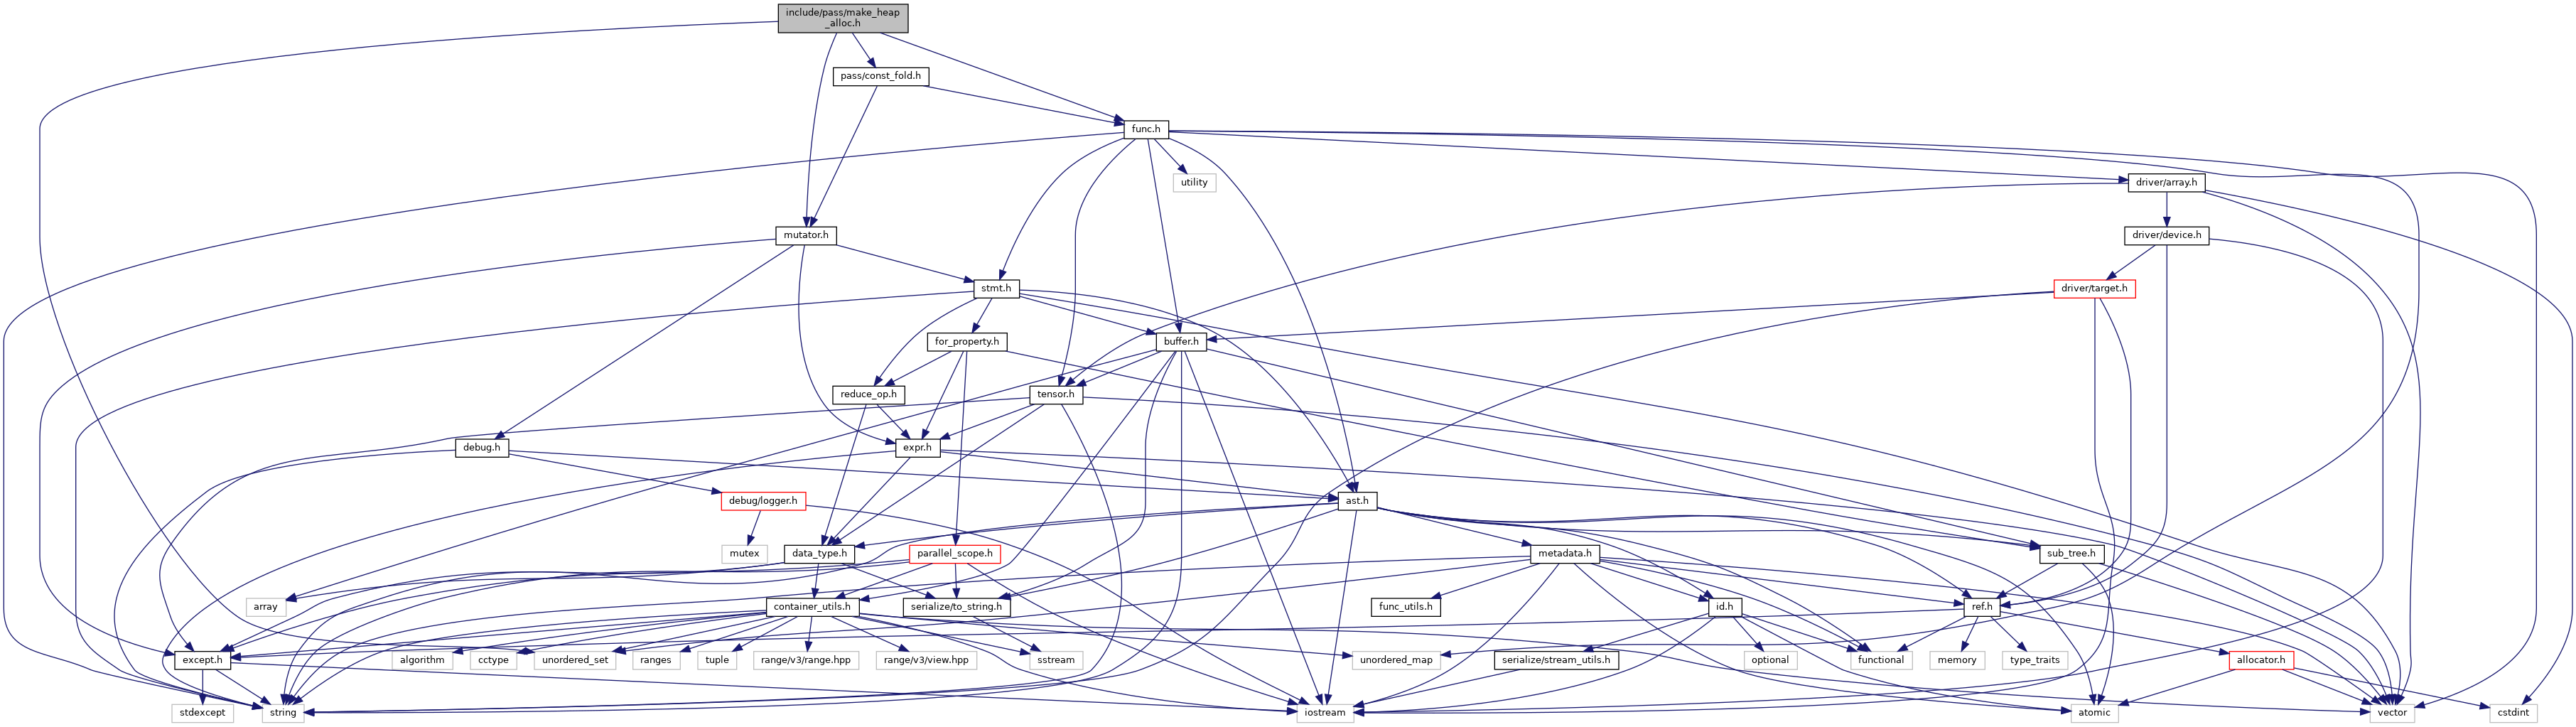 include/pass/make_heap
_alloc.h
pass/const_fold.h
func.h
utility
driver/array.h
mutator.h
driver/device.h
stmt.h
driver/target.h
for_property.h
buffer.h
reduce_op.h
tensor.h
debug.h
expr.h
debug/logger.h
ast.h
mutex
data_type.h
parallel_scope.h
metadata.h
sub_tree.h
array
container_utils.h
serialize/to_string.h
func_utils.h
id.h
ref.h
except.h
algorithm
cctype
unordered_set
ranges
tuple
range/v3/range.hpp
range/v3/view.hpp
sstream
unordered_map
serialize/stream_utils.h
optional
functional
memory
type_traits
allocator.h
stdexcept
string
iostream
atomic
vector
cstdint